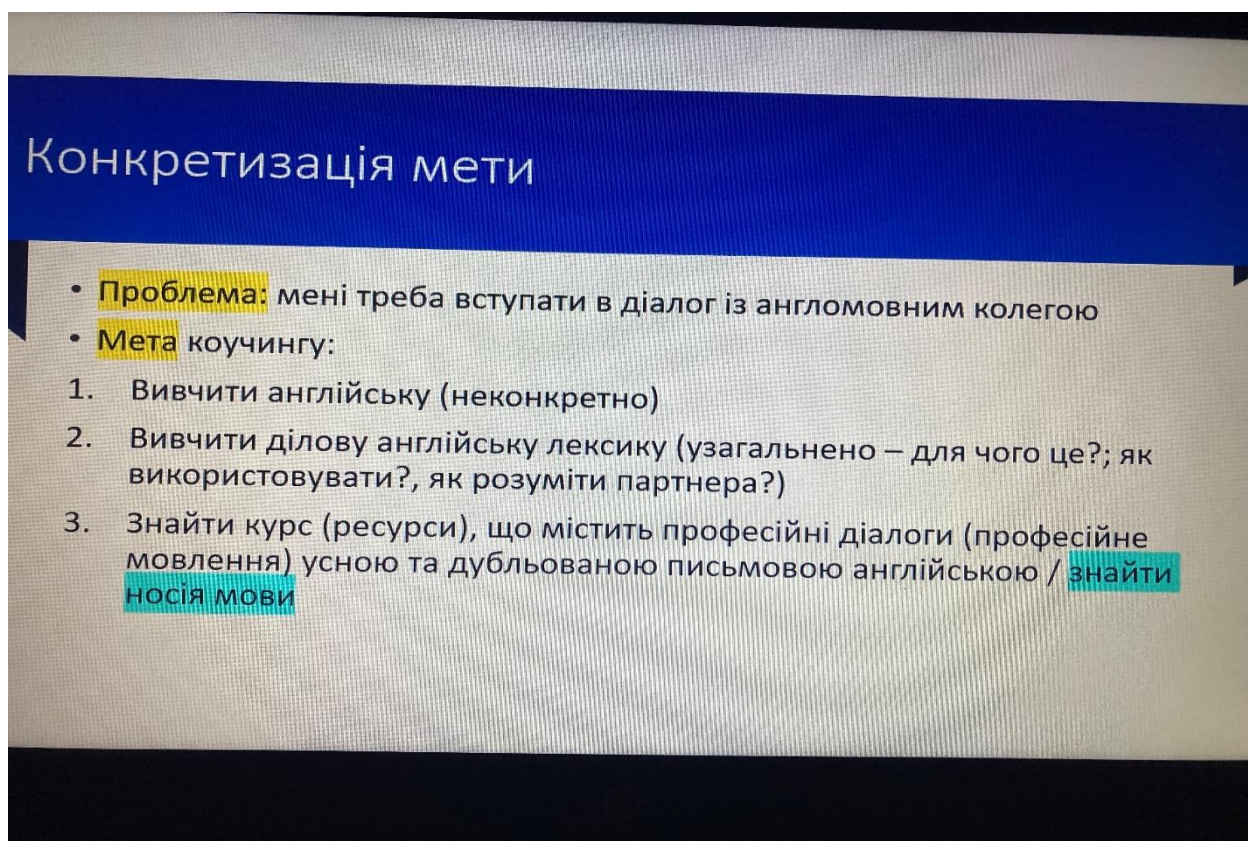 Конкретизація мети
• Проблема: мені треба вступати в діалог із англомовним колегою
• Мета коучингу:
1. Вивчити англійську (неконкретно)
2. Вивчити ділову англійську лексику (узагальнено – для чого це?; як
використовувати?, як розуміти партнера?)
3. Знайти курс (ресурси), що містить професійні діалоги (професійне
мовлення) усною та дубльованою письмовою англійською / знайти
носія мови